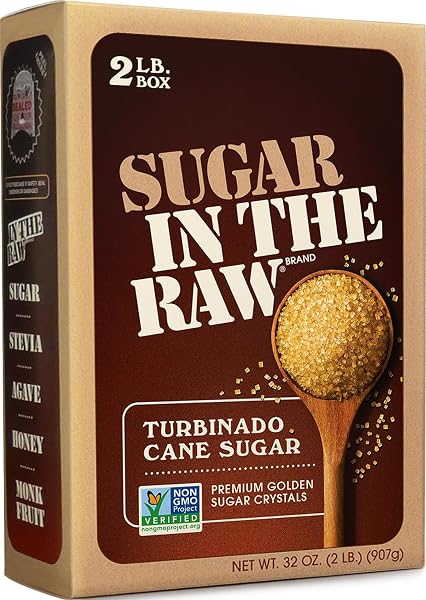 2 LB.
BOX
SUGAR
IN THE
RAW®
BRAND
TURBINADO
CANE SUGAR
NON
GMO
Project
VERIFIED
nongmoproject.org
PREMIUM GOLDEN
SUGAR CRYSTALS
NET WT. 32 OZ. (2 LB.) (907g)
SEALED
IN THE
RAW
SUGAR
STEVIA
AGAVE
HONEY
MONK
FRUIT